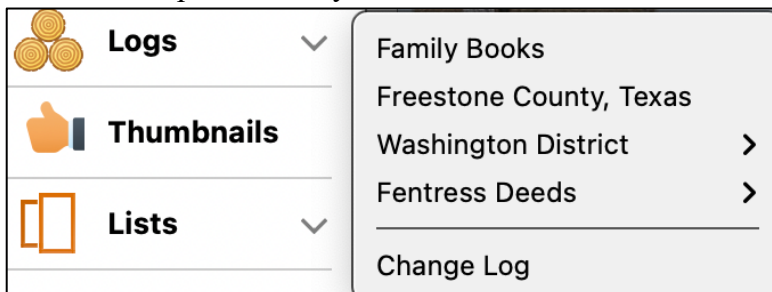 Logs
Thumbnails
Lists
Family Books
Freestone County, Texas
Washington District
Fentress Deeds
Change Log